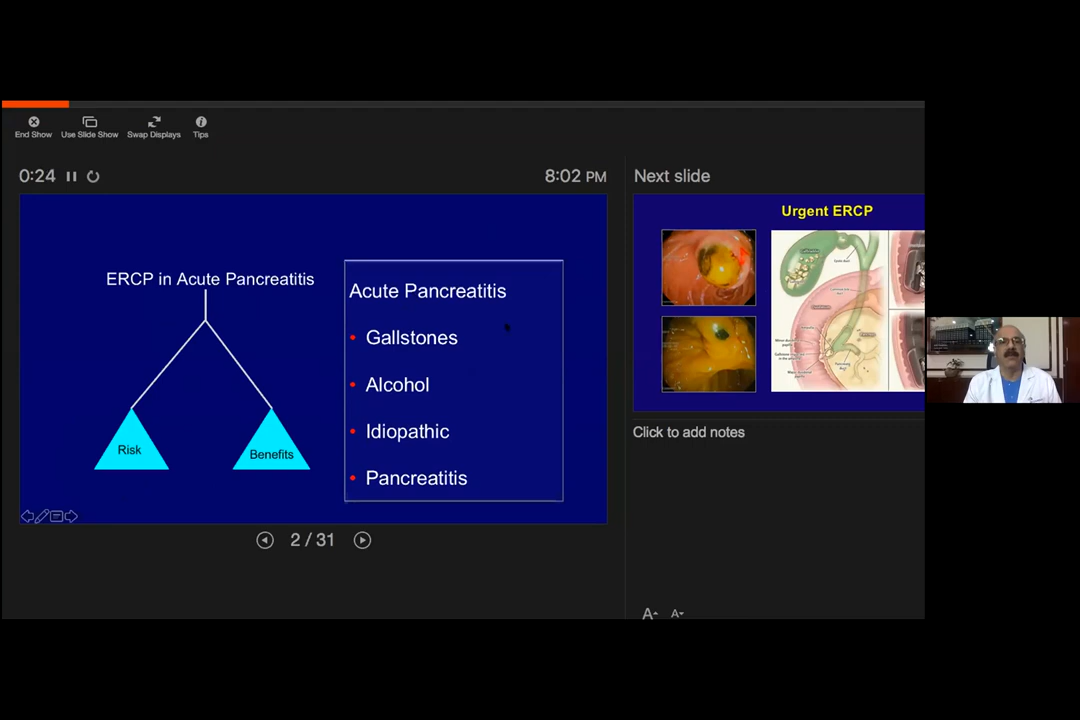 End Show
Use Slide Show
Swap Displays
Tips
0:24
8:02 PM
ERCP in Acute Pancreatitis
Risk
Benefits
Acute Pancreatitis
• Gallstones
• Alcohol
• Idiopathic
• Pancreatitis
2 / 31
Next slide
Urgent ERCP
Click to add notes
A
A